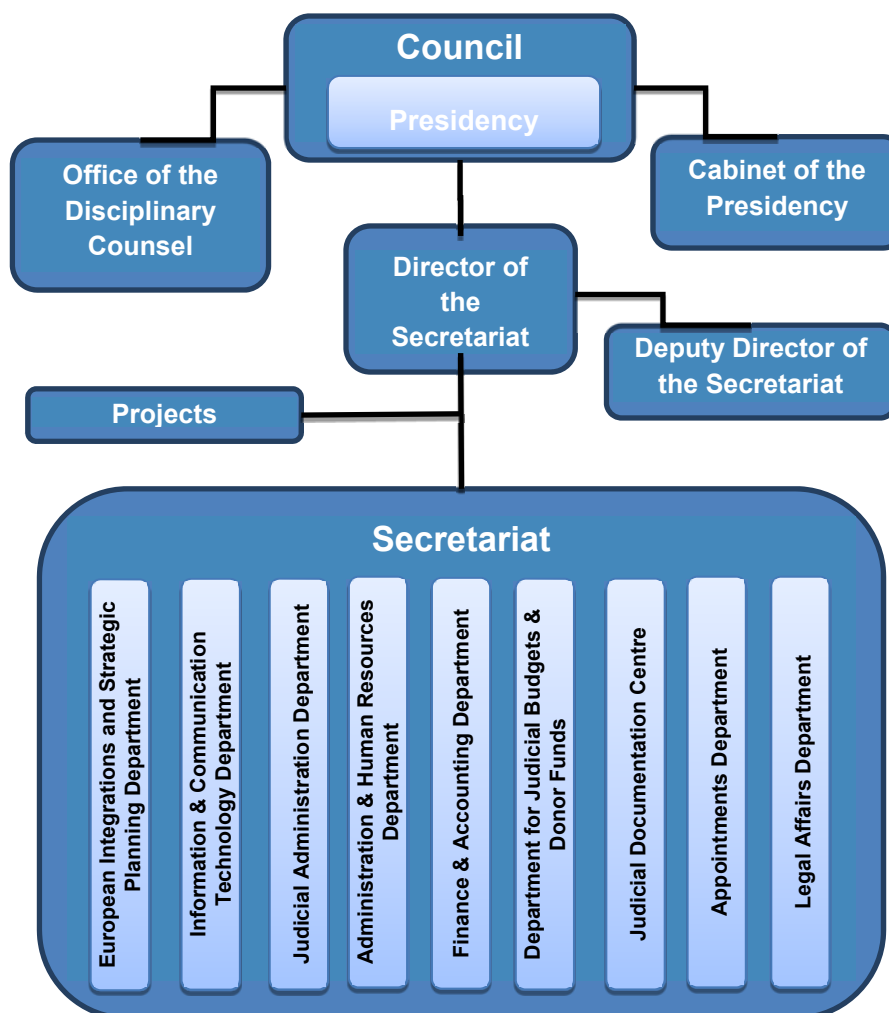 Council
Presidency
Office of the
Disciplinary
Counsel
Cabinet of the
Presidency
Director of
the
Secretariat
Deputy Director of
the Secretariat
Projects
Secretariat
European Integrations and Strategic
Planning Department
Information & Communication
Technology Department
Judicial Administration Department
Administration & Human Resources
Department
Finance & Accounting Department
Department for Judicial Budgets &
Donor Funds
Judicial Documentation Centre
Appointments Department
Legal Affairs Department